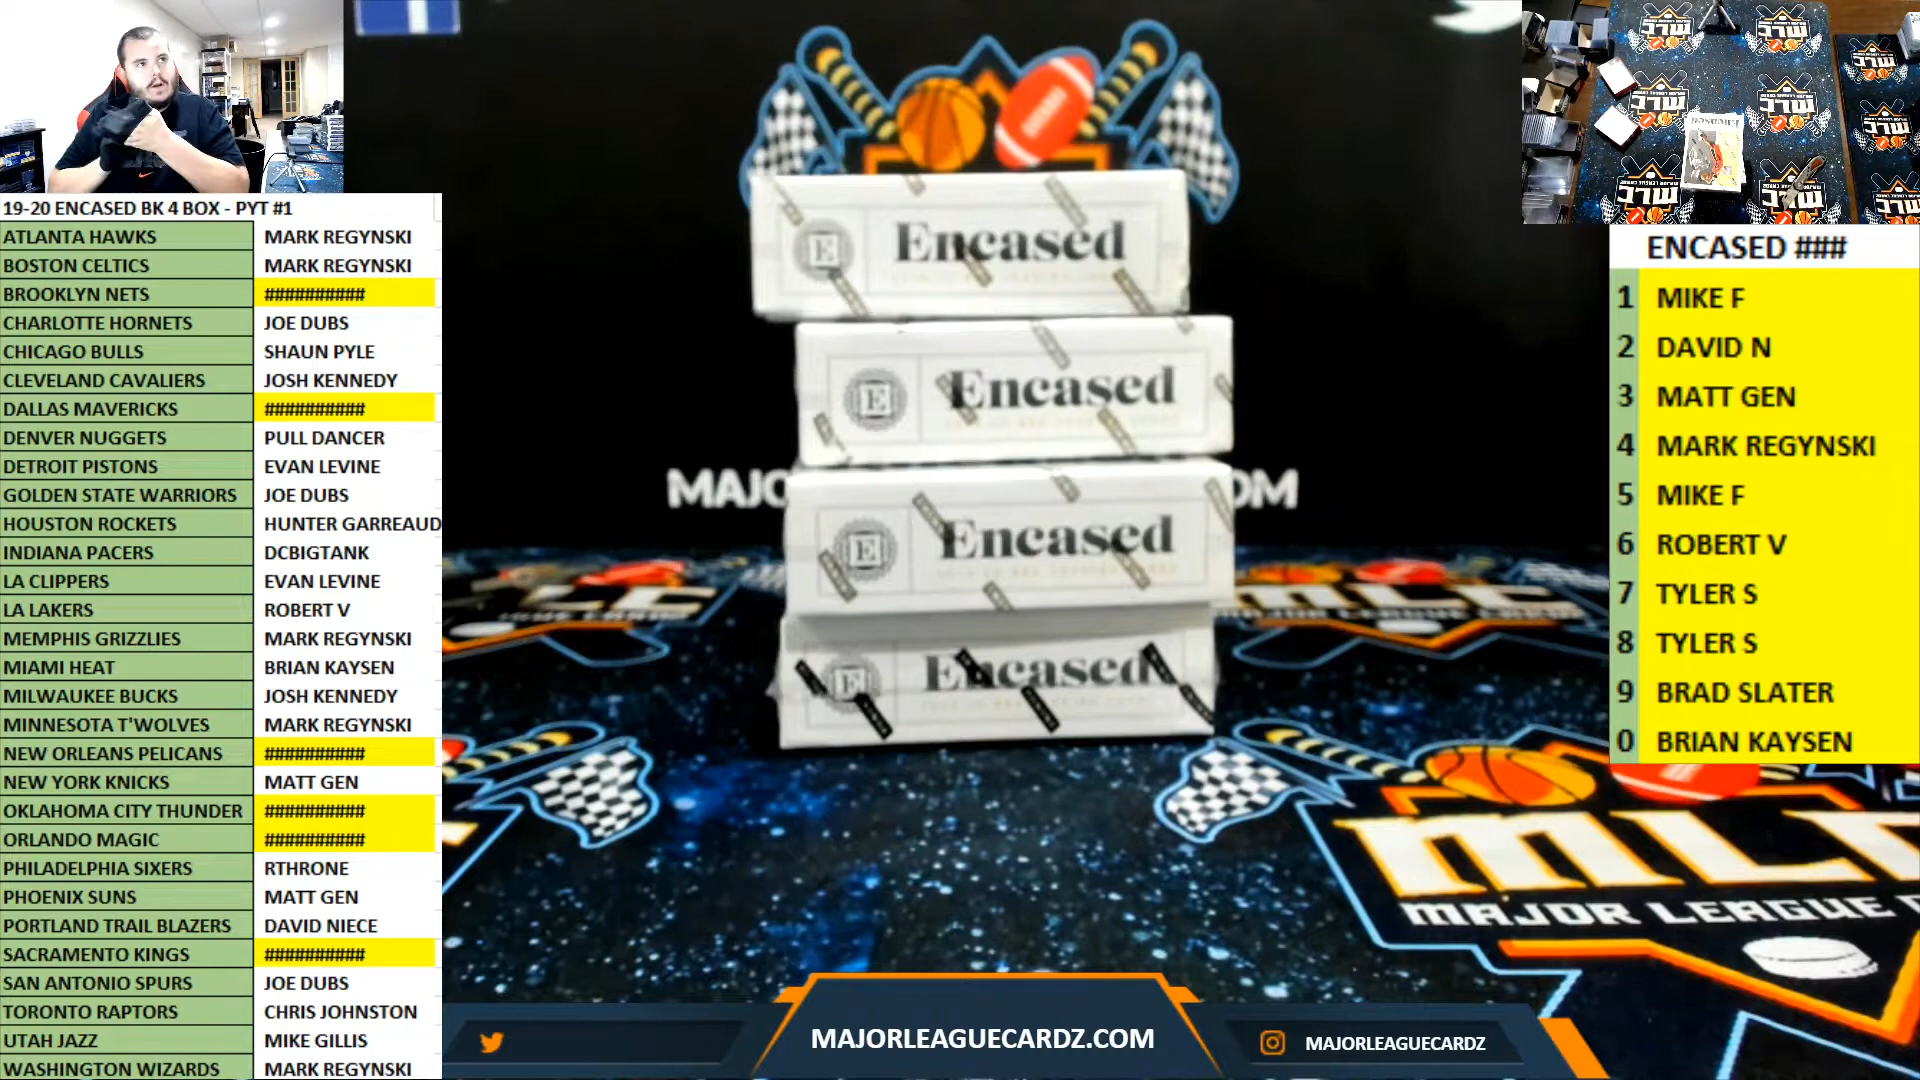 19-20 ENCASED BK 4 BOX - PYT #1
ATLANTA HAWKS MARK REGYNSKI
BOSTON CELTICS MARK REGYNSKI
BROOKLYN NETS ##########
CHARLOTTE HORNETS JOE DUBS
CHICAGO BULLS SHAUN PYLE
CLEVELAND CAVALIERS JOSH KENNEDY
DALLAS MAVERICKS ##########
DENVER NUGGETS PULL DANCER
DETROIT PISTONS EVAN LEVINE
GOLDEN STATE WARRIORS JOE DUBS
HOUSTON ROCKETS HUNTER GARREAUD
INDIANA PACERS DCBIGTANK
LA CLIPPERS EVAN LEVINE
LA LAKERS ROBERT V
MEMPHIS GRIZZLIES MARK REGYNSKI
MIAMI HEAT BRIAN KAYSEN
MILWAUKEE BUCKS JOSH KENNEDY
MINNESOTA T'WOLVES MARK REGYNSKI
NEW ORLEANS PELICANS ##########
NEW YORK KNICKS MATT GEN
OKLAHOMA CITY THUNDER ##########
ORLANDO MAGIC ##########
PHILADELPHIA SIXERS RTHRONE
PHOENIX SUNS MATT GEN
PORTLAND TRAIL BLAZERS DAVID NIECE
SACRAMENTO KINGS ##########
SAN ANTONIO SPURS JOE DUBS
TORONTO RAPTORS CHRIS JOHNSTON
UTAH JAZZ MIKE GILLIS
WASHINGTON WIZARDS MARK REGYNSKI
E Encased
E Encased
E Encased
E Encased
MAJO OM
MLC
MLC
MLC
MAJOR LEAGUE
MAJORLEAGUECARDZ.COM
MAJORLEAGUECARDZ
ENCASED ###
1 MIKE F
2 DAVID N
3 MATT GEN
4 MARK REGYNSKI
5 MIKE F
6 ROBERT V
7 TYLER S
8 TYLER S
9 BRAD SLATER
0 BRIAN KAYSEN